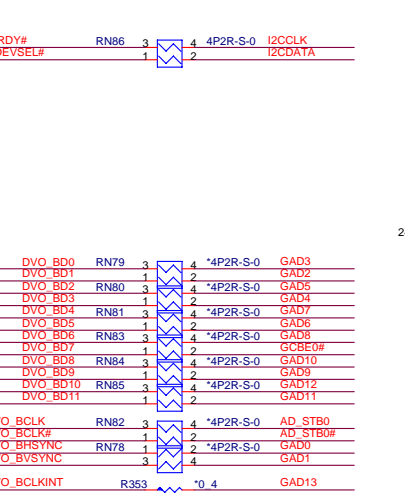 RDY# RN86 3 4 4P2R-S-0 I2CCLK
DEVSEL# 1 2 I2CDATA
2
DVO_BD0 RN79 3 4 *4P2R-S-0 GAD3
DVO_BD1 1 2 GAD2
DVO_BD2 RN80 3 4 *4P2R-S-0 GAD5
DVO_BD3 1 2 GAD4
DVO_BD4 RN81 3 4 *4P2R-S-0 GAD7
DVO_BD5 1 2 GAD6
DVO_BD6 RN83 3 4 *4P2R-S-0 GAD8
DVO_BD7 1 2 GCBE0#
DVO_BD8 RN84 3 4 *4P2R-S-0 GAD10
DVO_BD9 1 2 GAD9
DVO_BD10 RN85 3 4 *4P2R-S-0 GAD12
DVO_BD11 1 2 GAD11
VO_BCLK RN82 3 4 *4P2R-S-0 AD_STB0
VO_BCLK# 1 2 AD_STB0#
VO_BHSYNC RN78 1 2 *4P2R-S-0 GAD0
VO_BVSYNC 3 4 GAD1
VO_BCLKINT R353 *0_4 GAD13